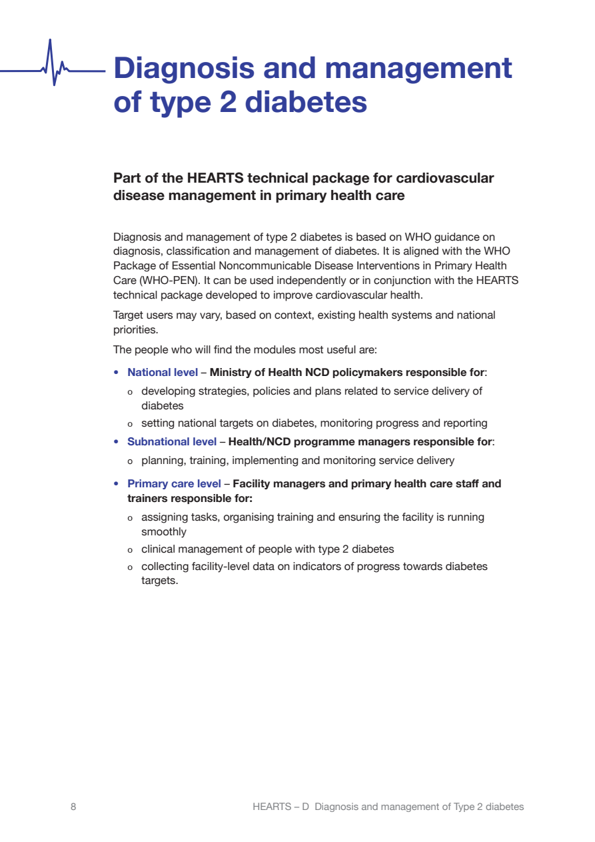 Diagnosis and management
of type 2 diabetes
Part of the HEARTS technical package for cardiovascular
disease management in primary health care
Diagnosis and management of type 2 diabetes is based on WHO guidance on
diagnosis, classification and management of diabetes. It is aligned with the WHO
Package of Essential Noncommunicable Disease Interventions in Primary Health
Care (WHO-PEN). It can be used independently or in conjunction with the HEARTS
technical package developed to improve cardiovascular health.
Target users may vary, based on context, existing health systems and national
priorities.
The people who will find the modules most useful are:
• National level – Ministry of Health NCD policymakers responsible for:
o developing strategies, policies and plans related to service delivery of
diabetes
o setting national targets on diabetes, monitoring progress and reporting
• Subnational level – Health/NCD programme managers responsible for:
o planning, training, implementing and monitoring service delivery
• Primary care level – Facility managers and primary health care staff and
trainers responsible for:
o assigning tasks, organising training and ensuring the facility is running
smoothly
o clinical management of people with type 2 diabetes
o collecting facility-level data on indicators of progress towards diabetes
targets.
8 HEARTS – D Diagnosis and management of Type 2 diabetes